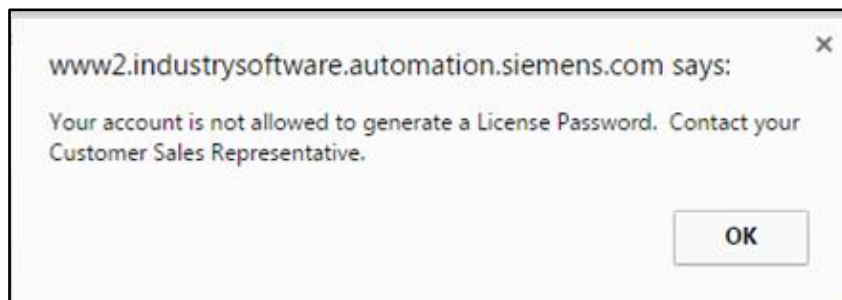 www2.industrysoftware.automation.siemens.com says:
Your account is not allowed to generate a License Password. Contact your
Customer Sales Representative.
OK